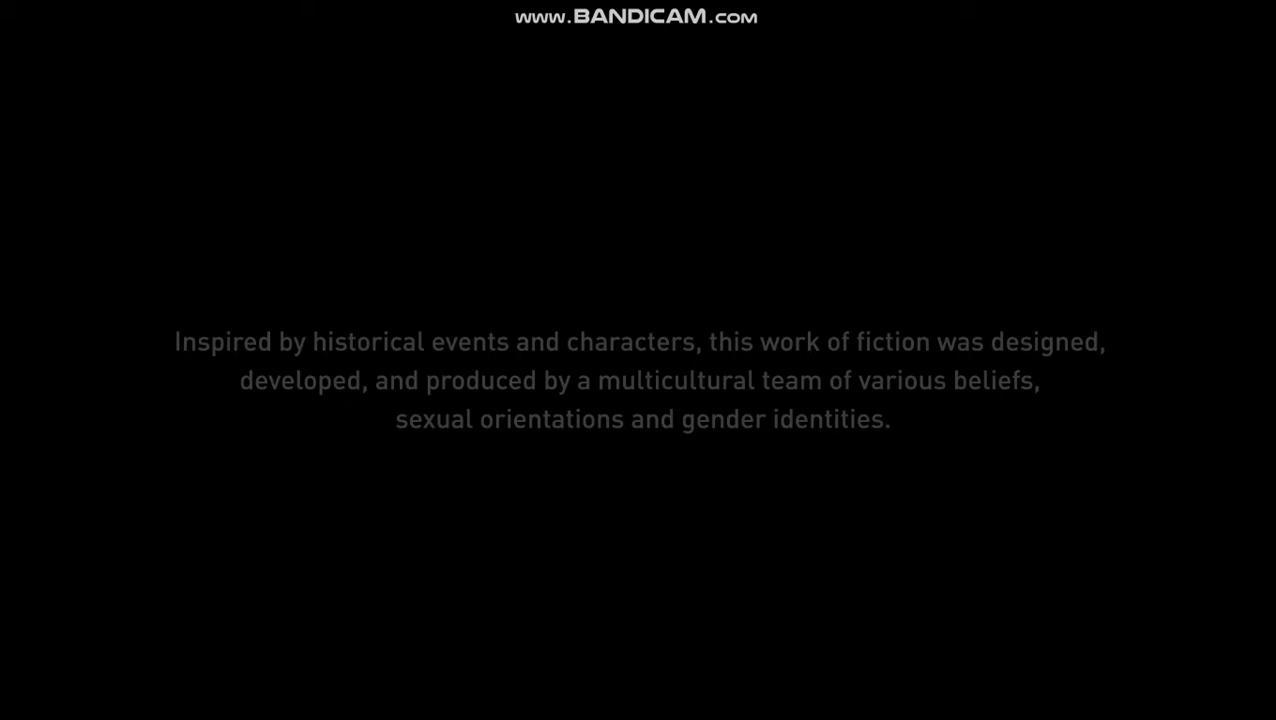 www.BANDICAM.com
Inspired by historical events and characters, this work of fiction was designed,
developed, and produced by a multicultural team of various beliefs,
sexual orientations and gender identities.